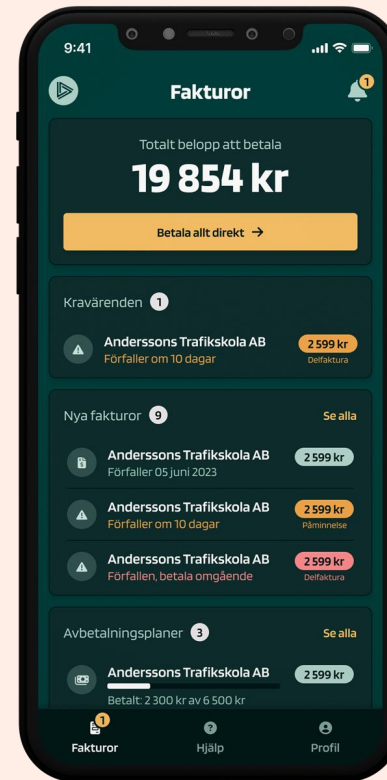 9:41
1
Fakturor
Totalt belopp att betala
19 854 kr
Betala allt direkt →
Kravärenden 1
Anderssons Trafikskola AB
2 599 kr
Förfaller om 10 dagar
Delfaktura
Nya fakturor 9
Se alla
Anderssons Trafikskola AB
2 599 kr
Förfaller 05 juni 2023
Anderssons Trafikskola AB
2 599 kr
Förfaller om 10 dagar
Påminnelse
Anderssons Trafikskola AB
2 599 kr
Förfallen, betala omgående
Delfaktura
Avbetalningsplaner 3
Se alla
Anderssons Trafikskola AB
2 599 kr
Betalt: 2 300 kr av 6 500 kr
1
Fakturor
Hjälp
Profil